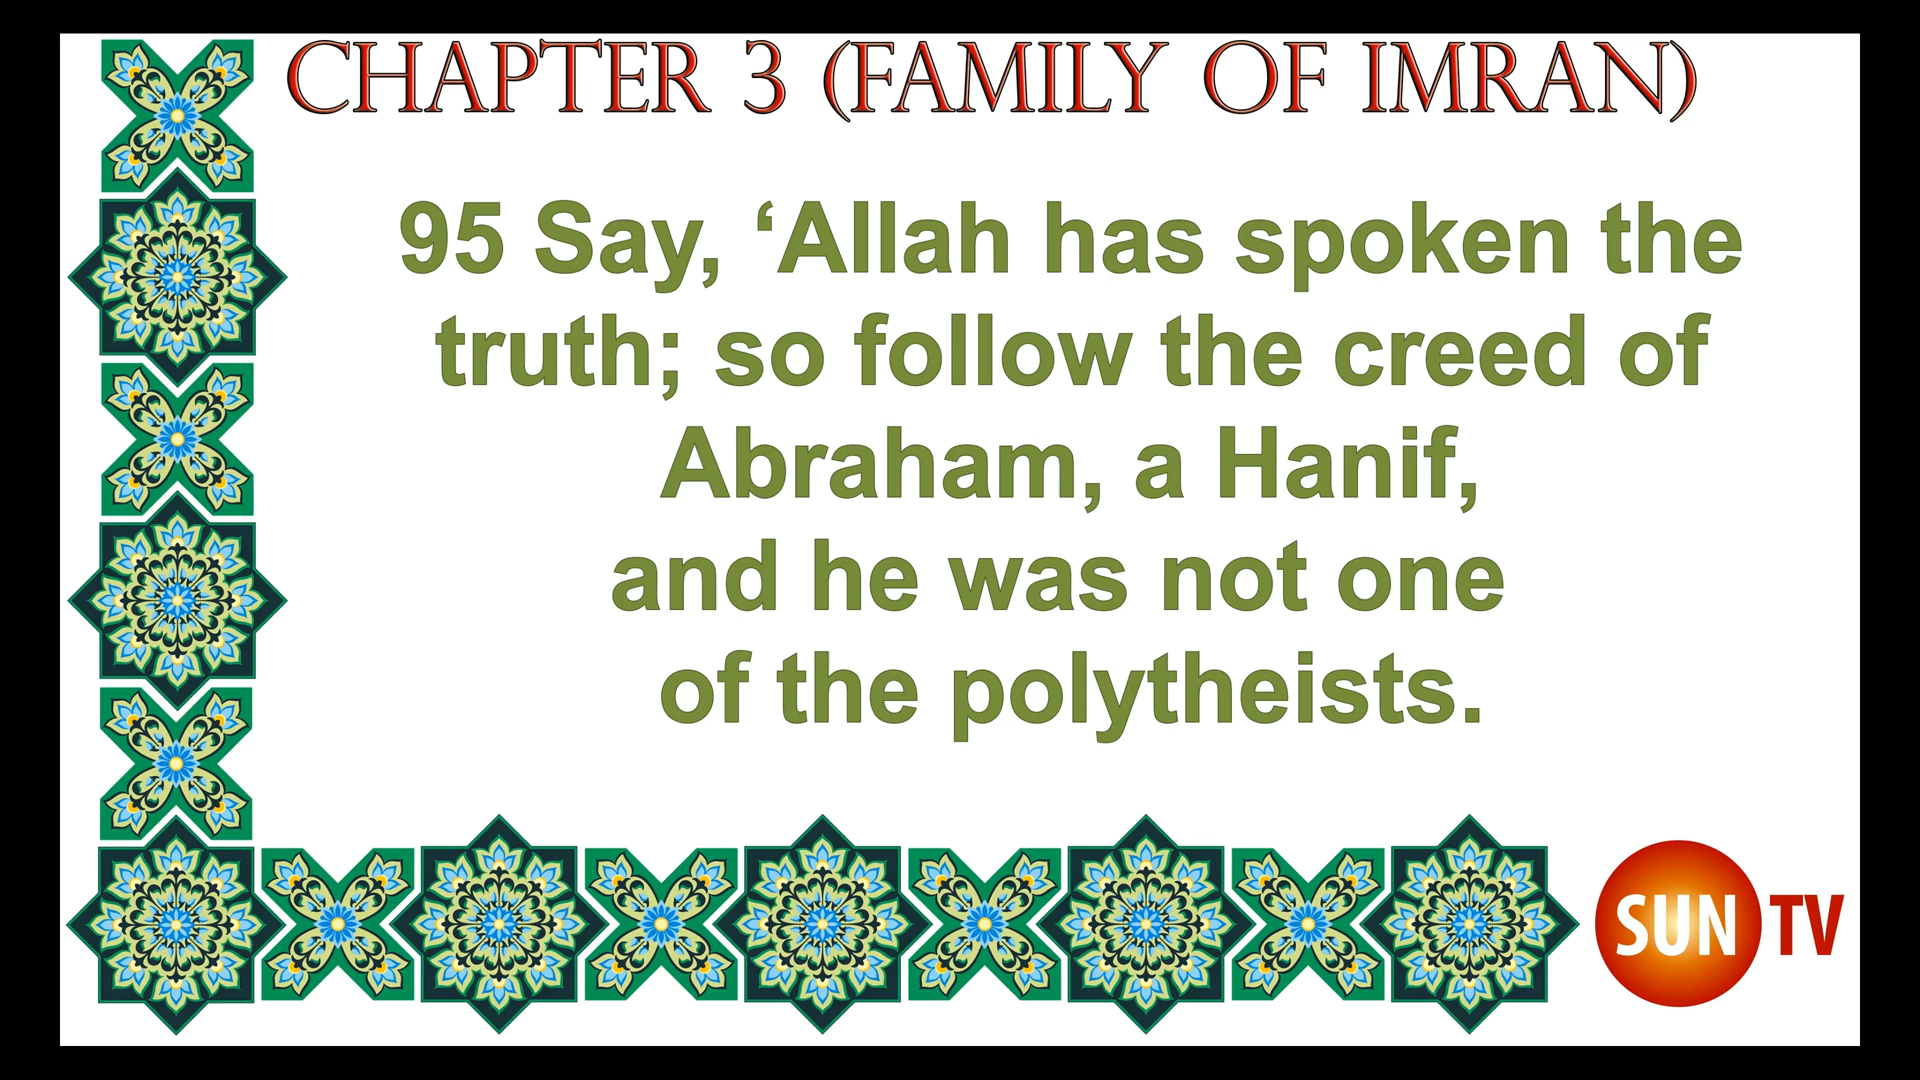 CHAPTER 3 (FAMILY OF IMRAN)
95 Say, ‘Allah has spoken the
truth; so follow the creed of
Abraham, a Hanif,
and he was not one
of the polytheists.
SUN TV